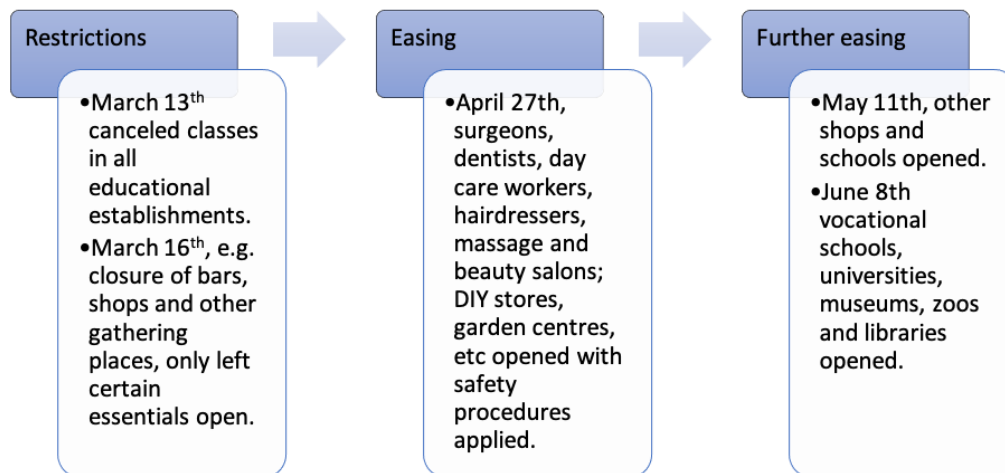 Restrictions
•March 13th
canceled classes
in all
educational
establishments.
•March 16th, e.g.
closure of bars,
shops and other
gathering
places, only left
certain
essentials open.
Easing
•April 27th,
surgeons,
dentists, day
care workers,
hairdressers,
massage and
beauty salons;
DIY stores,
garden centres,
etc opened with
safety
procedures
applied.
Further easing
•May 11th, other
shops and
schools opened.
•June 8th
vocational
schools,
universities,
museums, zoos
and libraries
opened.